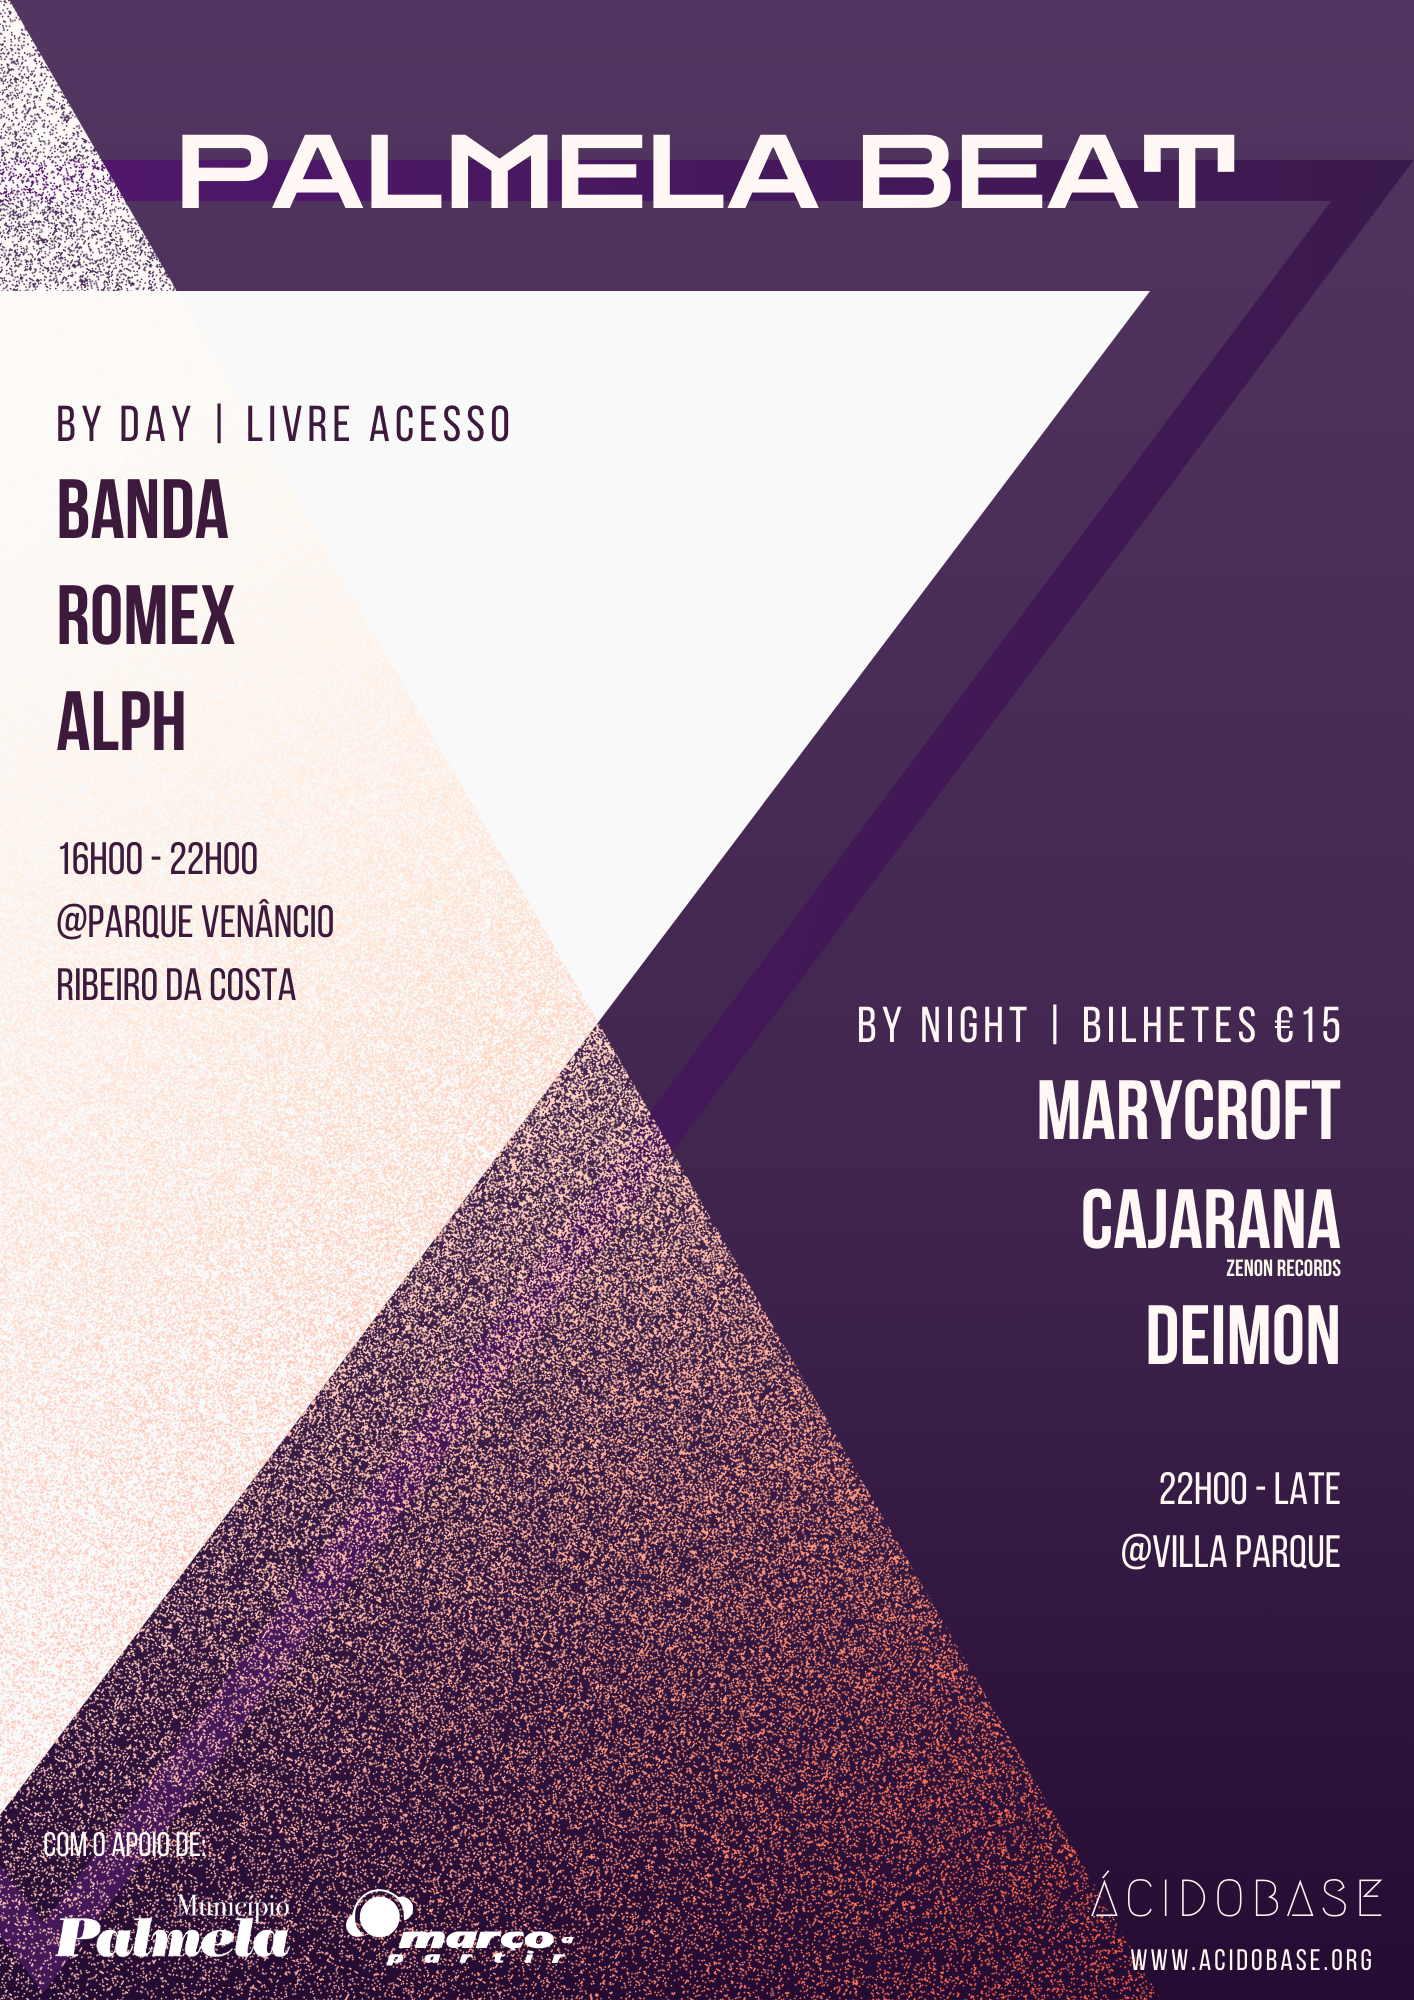 PALMELA BEAT
BY DAY | LIVRE ACESSO
BANDA
ROMEX
ALPH
16H00 - 22H00
@PARQUE VENÂNCIO
RIBEIRO DA COSTA
BY NIGHT | BILHETES €15
MARYCROFT
CAJARANA
ZENON RECORDS
DEIMON
22H00 - LATE
@VILLA PARQUE
COM O APOIO DE:
Município
Palmela
março a
partir
ÁCIDOBASE
WWW.ACIDOBASE.ORG